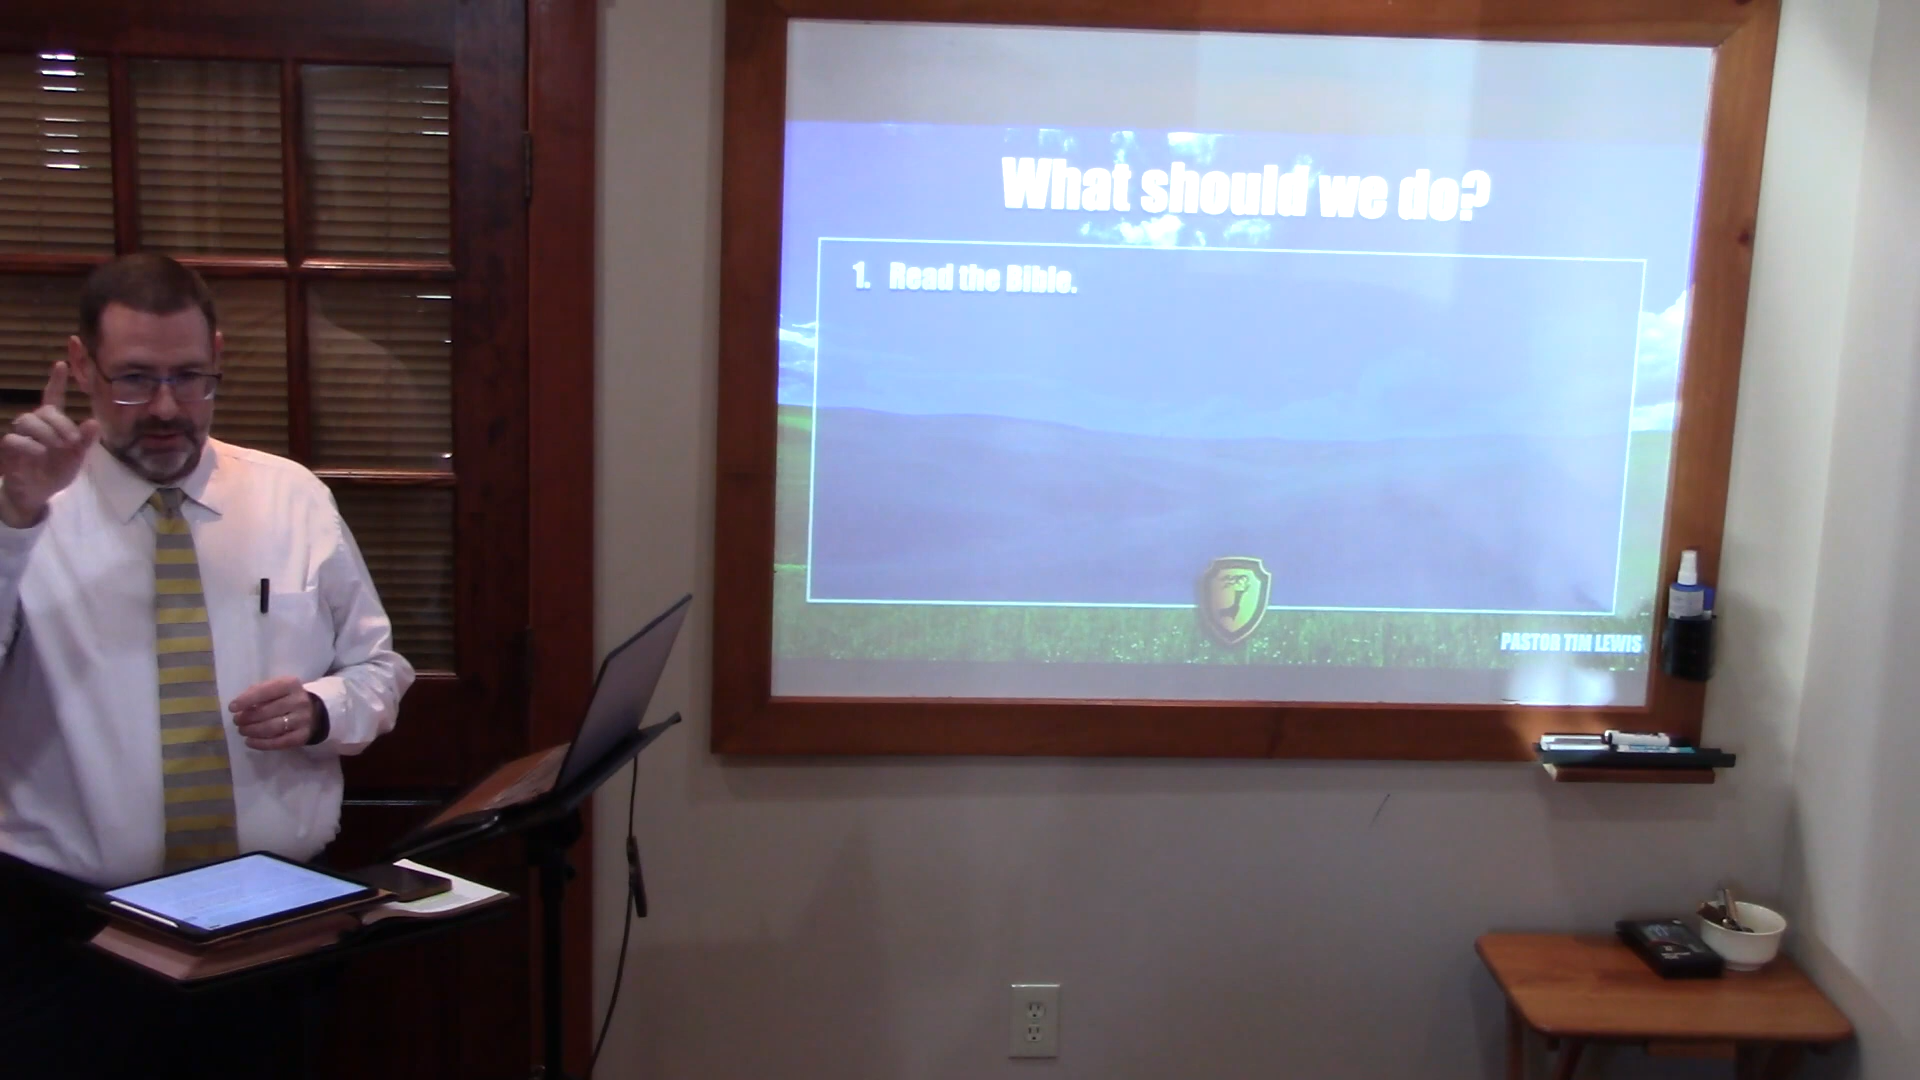 What should we do?
1. Read the Bible.
PASTOR TIM LEWIS